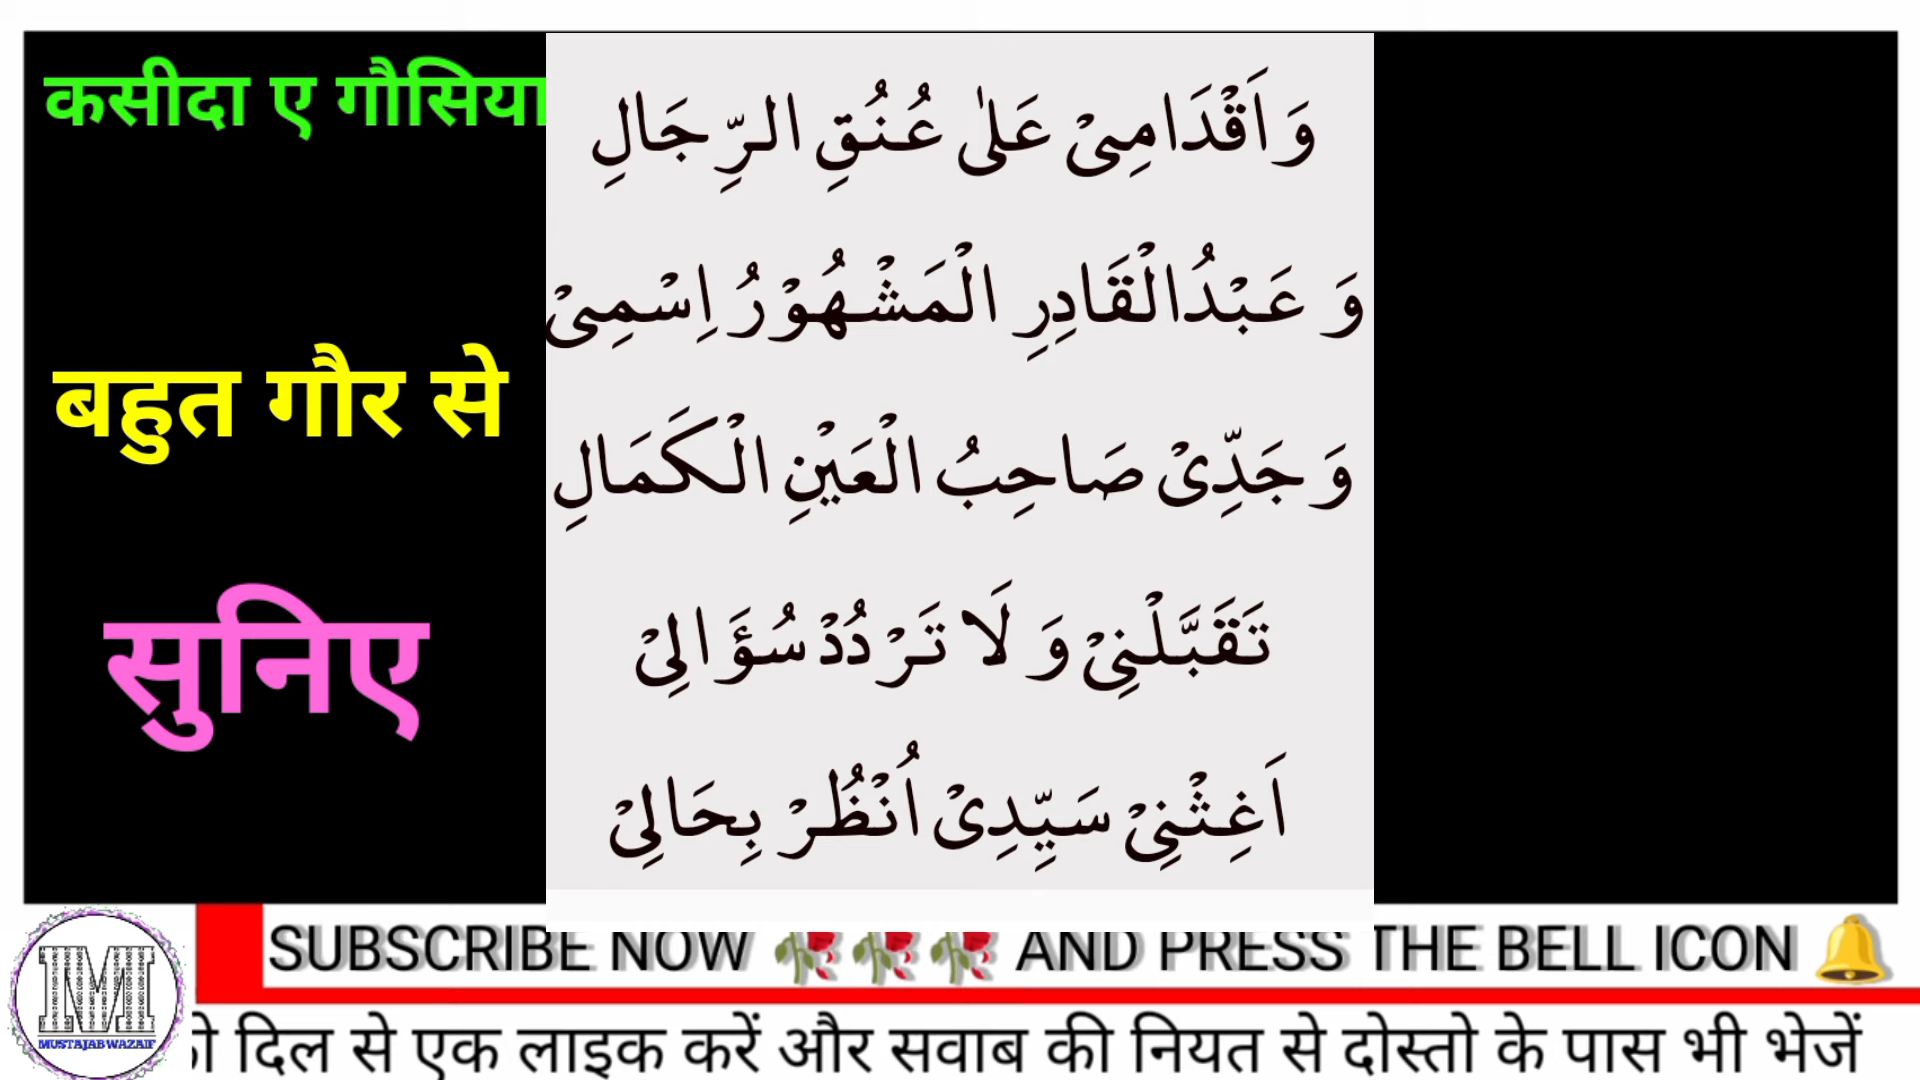 कसीदा ए गौसिया
बहुत गौर से
सुनिए
وَ اَقْدَامِیْ عَلٰی عُنُقِ الرِّجَالِ
وَ عَبْدُالْقَادِرِ الْمَشْهُوْرُ اِسْمِیْ
وَ جَدِّیْ صَاحِبُ الْعَیْنِ الْكَمَالِ
تَقَبَّلْنِیْ وَ لَا تَرْدُدْ سُؤَالِیْ
اَغِثْنِیْ سَیِّدِیْ اُنْظُرْ بِحَالِیْ
SUBSCRIBE NOW 🥀🥀🥀 AND PRESS THE BELL ICON 🔔
दिल से एक लाइक करें और सवाब की नियत से दोस्तो के पास भी भेजें
M
MUSTAJAB WAZAIF